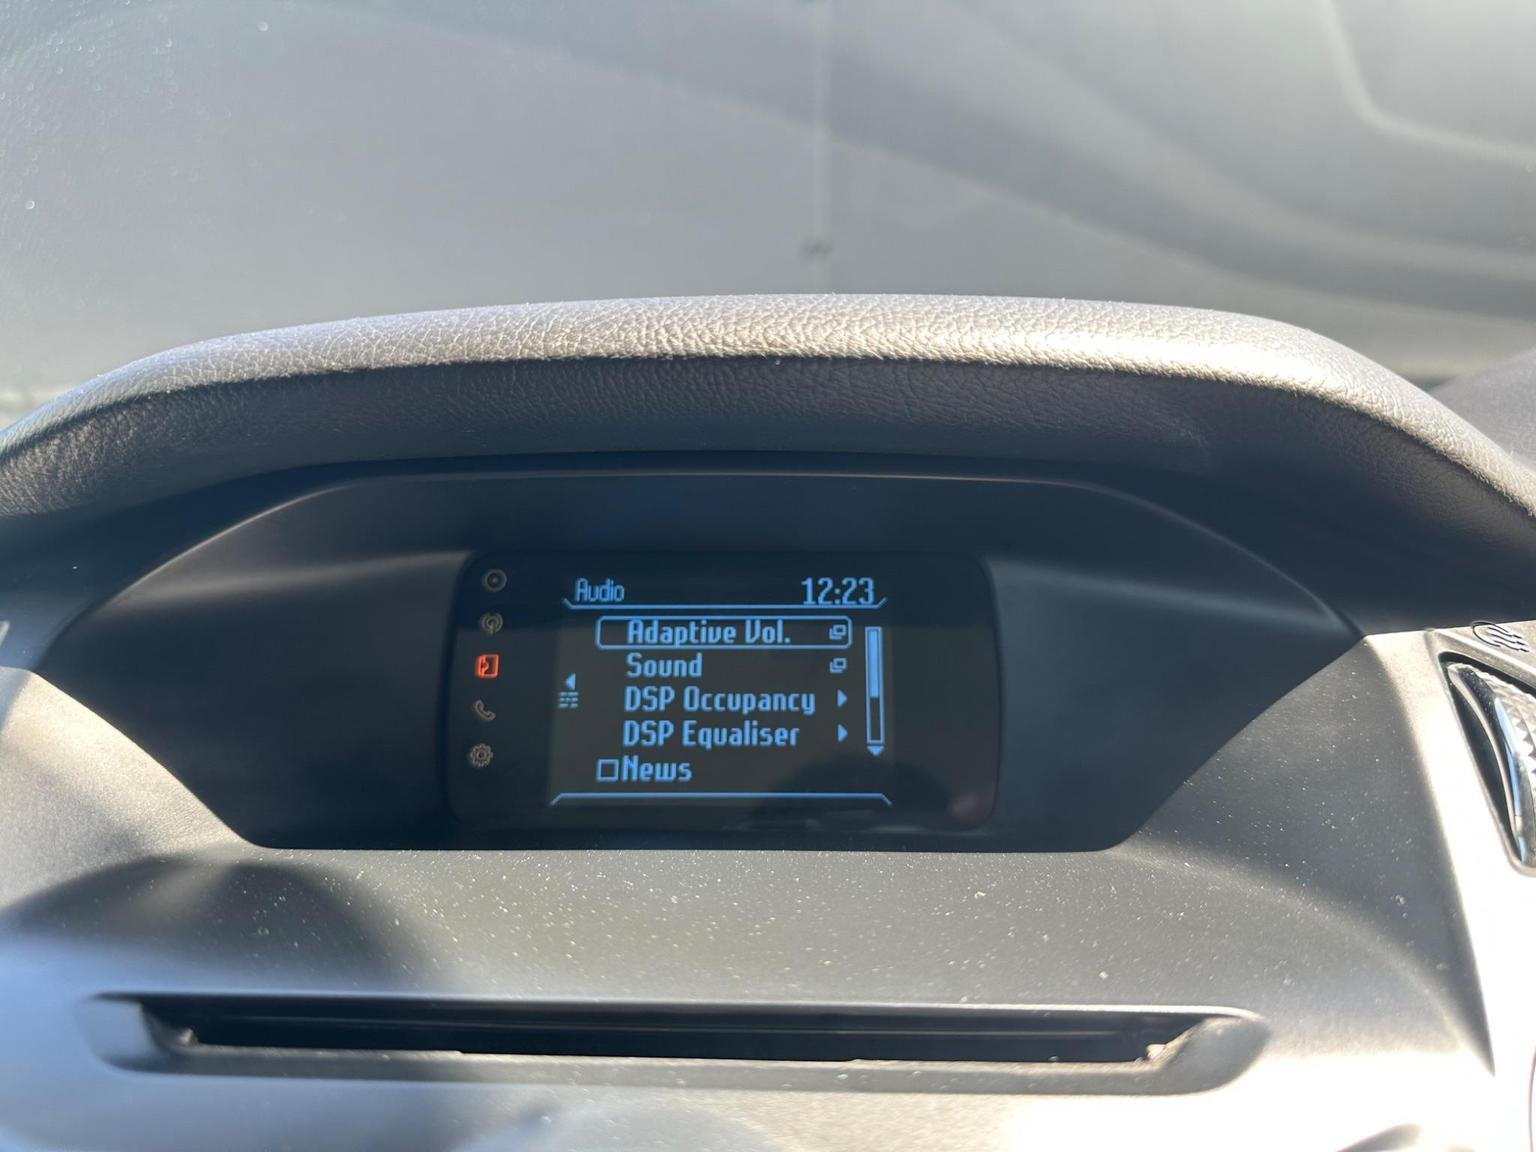 Audio 12:23
Adaptive Vol.
Sound
DSP Occupancy
DSP Equaliser
News